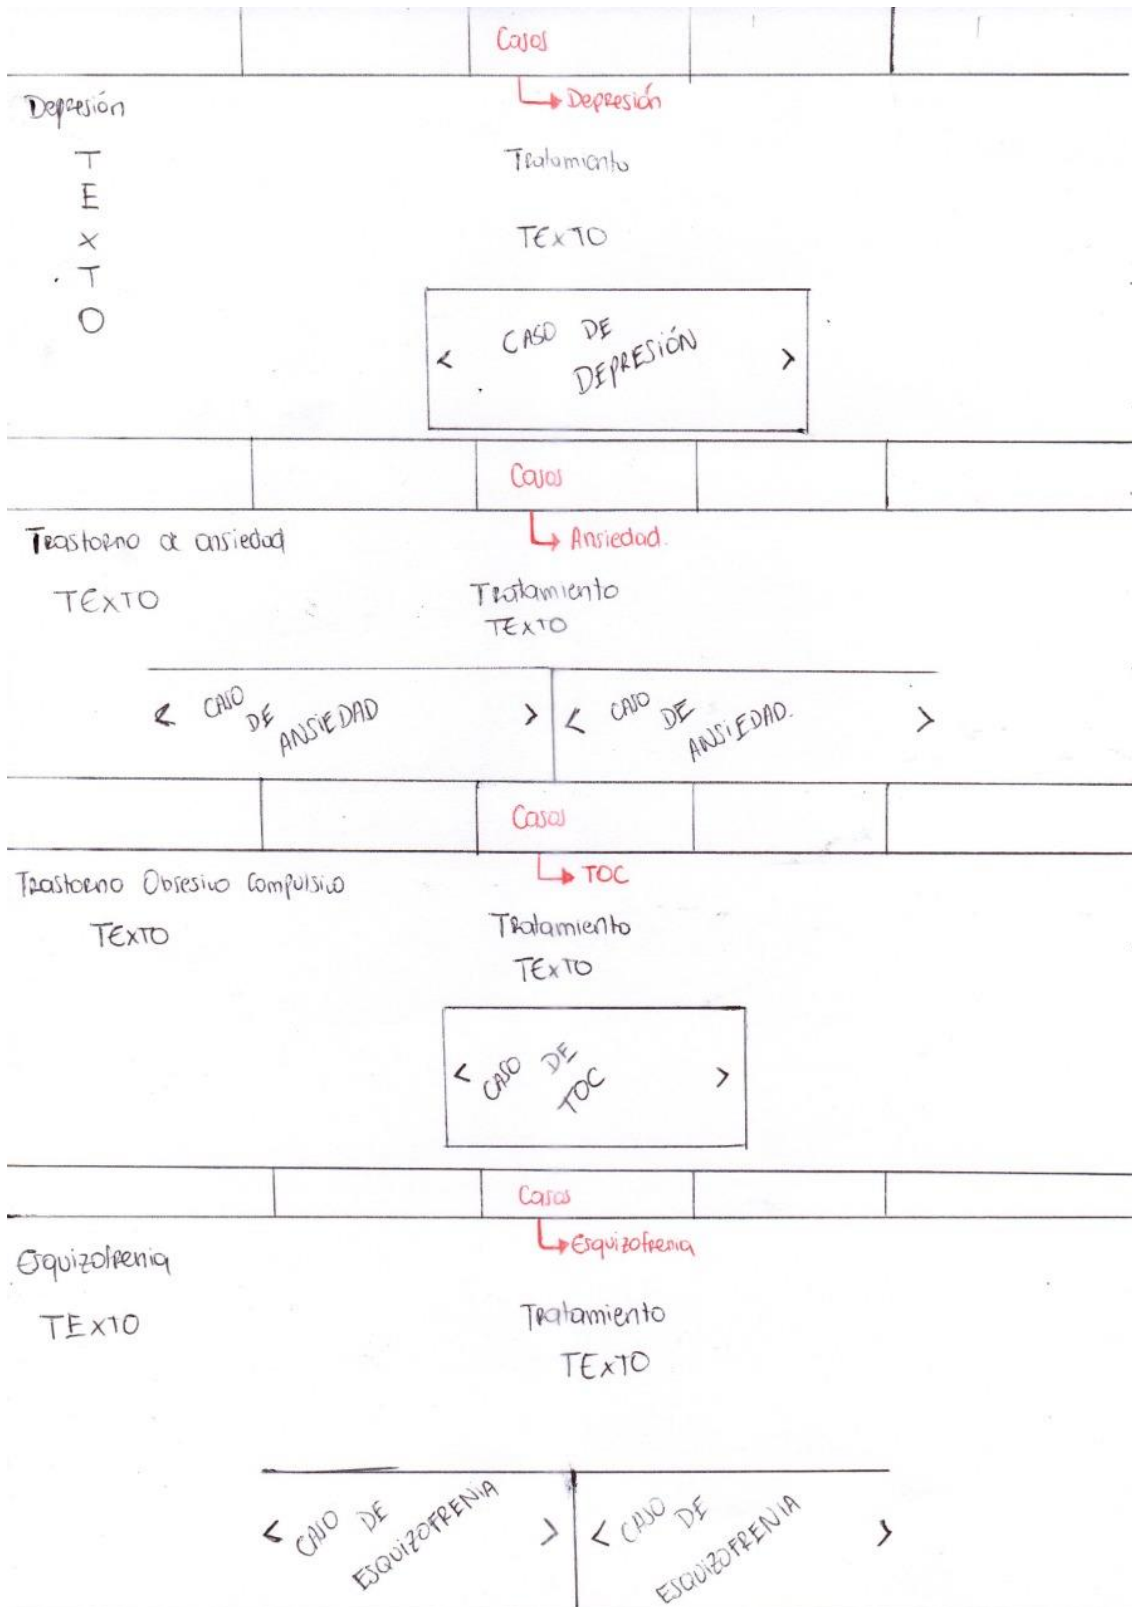 Casos
Depresión
Depresión
Tratamiento
TEXTO
TEXTO
< CASO DE >
DEPRESIÓN
Casos
Ansiedad.
Trastorno de ansiedad
TEXTO
Tratamiento
TEXTO
< CASO DE ANSIEDAD >
< CASO DE ANSIEDAD. >
Casos
TOC
Trastorno Obsesivo Compulsivo
TEXTO
Tratamiento
TEXTO
< CASO DE >
TOC
Casos
Esquizofrenia
Esquizofrenia
TEXTO
Tratamiento
TEXTO
< CASO DE ESQUIZOFRENIA >
< CASO DE ESQUIZOFRENIA >